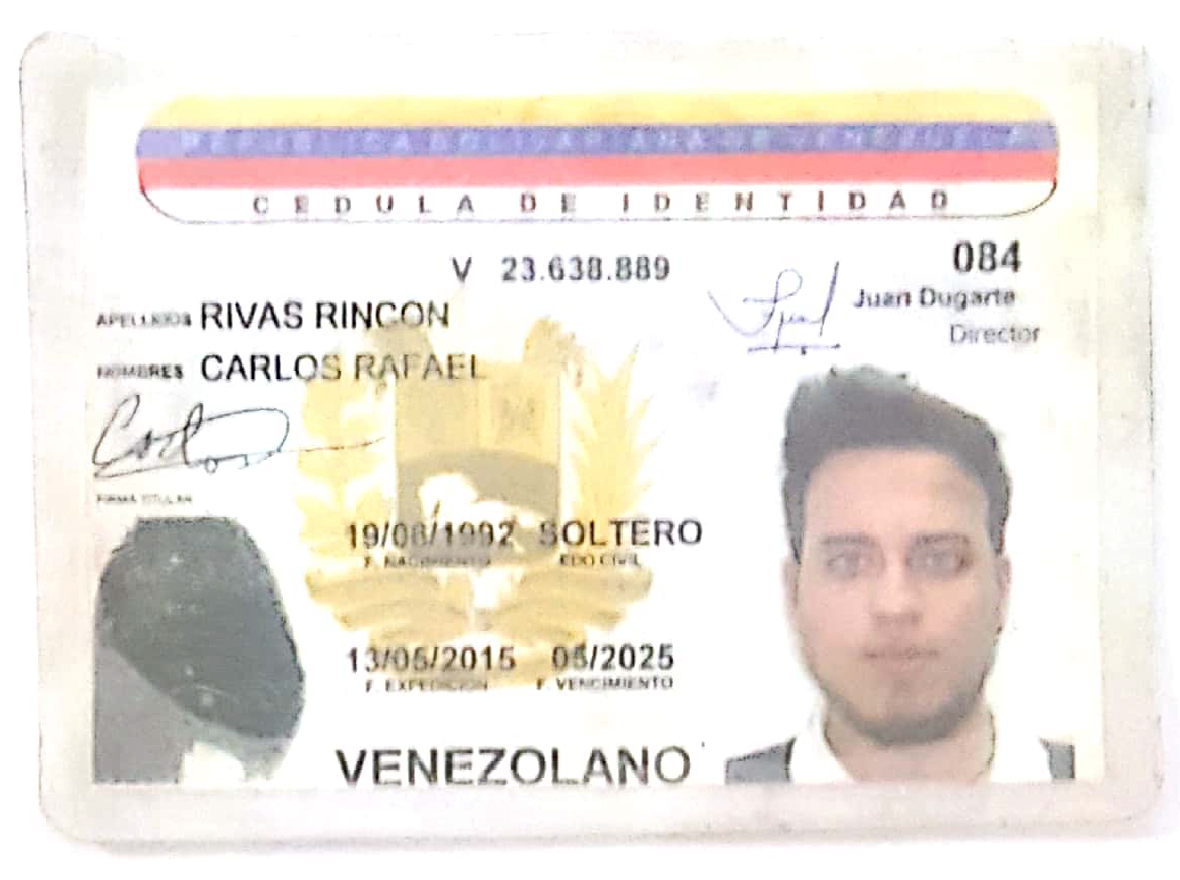 REPUBLICA BOLIVARIANA DE VENEZUELA
CEDULA DE IDENTIDAD
V 23.638.889
084
Juan Dugarte
Director
APELLIDOS RIVAS RINCON
NOMBRES CARLOS RAFAEL
FIRMA TITULAR
19/06/1992 SOLTERO
F. NACIMIENTO EDO CIVIL
13/05/2015 05/2025
F. EXPEDICION F. VENCIMIENTO
VENEZOLANO